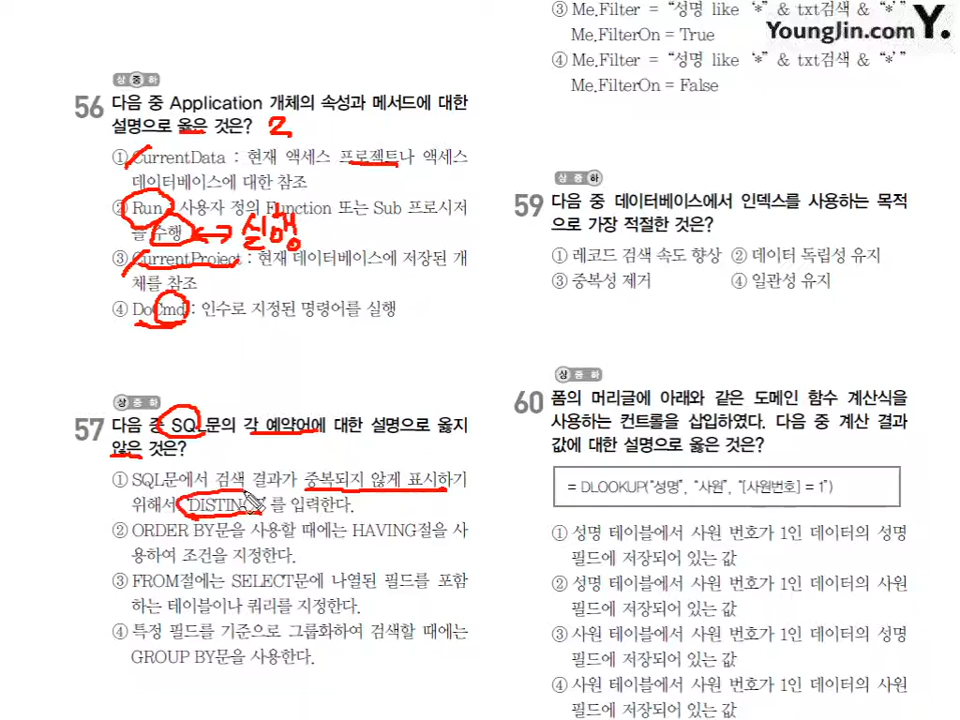 상 중 하
56 다음 중 Application 개체의 속성과 메서드에 대한
설명으로 옳은 것은? 2
① CurrentData : 현재 액세스 프로젝트나 액세스
데이터베이스에 대한 참조
② Run : 사용자 정의 Function 또는 Sub 프로시저
를 수행 실행
③ CurrentProject : 현재 데이터베이스에 저장된 개
체를 참조
④ DoCmd : 인수로 지정된 명령어를 실행
상 중 하
57 다음 중 SQL문의 각 예약어에 대한 설명으로 옳지
않은 것은?
① SQL문에서 검색 결과가 중복되지 않게 표시하기
위해서 'DISTINCT'를 입력한다.
② ORDER BY문을 사용할 때에는 HAVING절을 사
용하여 조건을 지정한다.
③ FROM절에는 SELECT문에 나열된 필드를 포함
하는 테이블이나 쿼리를 지정한다.
④ 특정 필드를 기준으로 그룹화하여 검색할 때에는
GROUP BY문을 사용한다.
③ Me.Filter = “성명 like ‘*” & txt검색 & “*’”
Me.FilterOn = True
④ Me.Filter = “성명 like ‘*” & txt검색 & “*’”
Me.FilterOn = False
YoungJin.com Y.
상 중 하
59 다음 중 데이터베이스에서 인덱스를 사용하는 목적
으로 가장 적절한 것은?
① 레코드 검색 속도 향상 ② 데이터 독립성 유지
③ 중복성 제거 ④ 일관성 유지
상 중 하
60 폼의 머리글에 아래와 같은 도메인 함수 계산식을
사용하는 컨트롤을 삽입하였다. 다음 중 계산 결과
값에 대한 설명으로 옳은 것은?
= DLOOKUP(“성명”, “사원”, “[사원번호] = 1”)
① 성명 테이블에서 사원 번호가 1인 데이터의 성명
필드에 저장되어 있는 값
② 성명 테이블에서 사원 번호가 1인 데이터의 사원
필드에 저장되어 있는 값
③ 사원 테이블에서 사원 번호가 1인 데이터의 성명
필드에 저장되어 있는 값
④ 사원 테이블에서 사원 번호가 1인 데이터의 사원
필드에 저장되어 있는 값